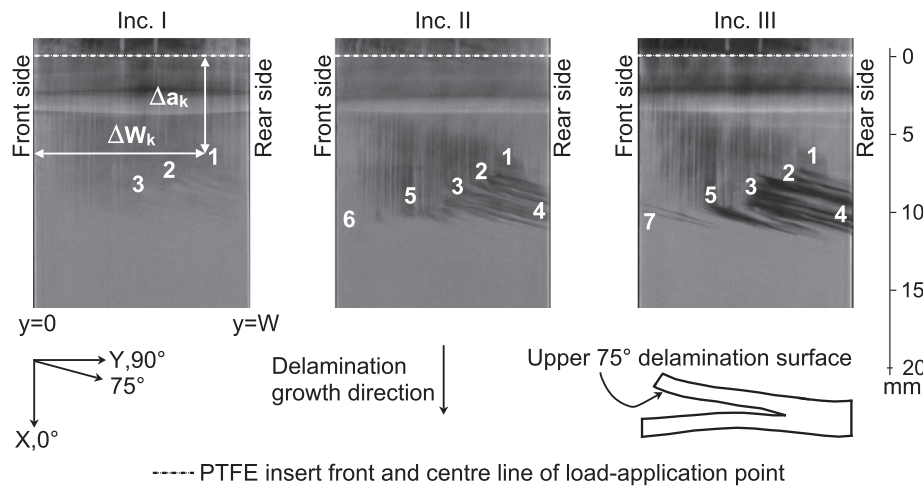 Inc. I Inc. II Inc. III
Front side
Rear side
Δa_k
ΔW_k
1
2
3
y=0
y=W
Front side
Rear side
1
2
3
4
5
6
Front side
Rear side
1
2
3
4
5
7
0
5
10
15
20
mm
Y,90°
75°
X,0°
Delamination
growth direction
Upper 75° delamination surface
PTFE insert front and centre line of load-application point